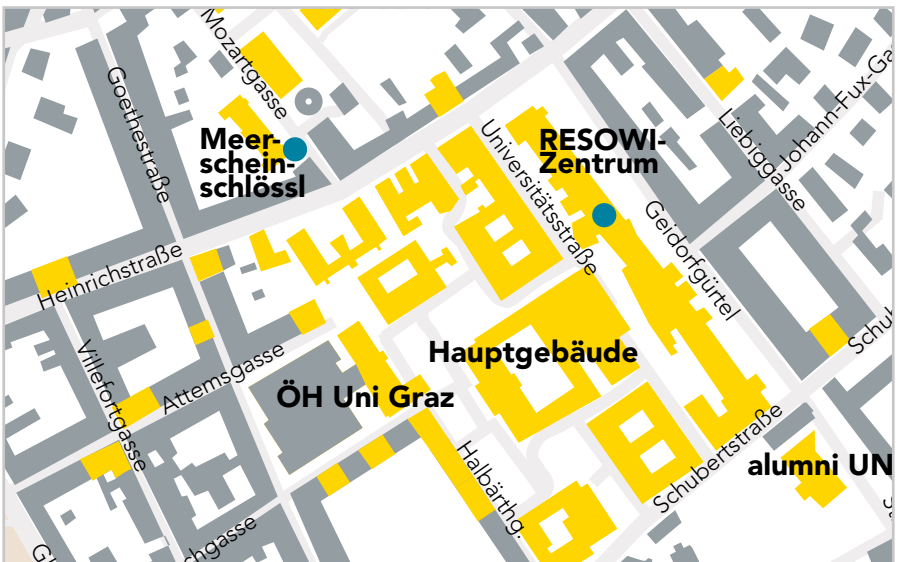 Mozartgasse
Goethestraße
Meer-
schein-
schlössl
Universitätsstraße
RESOWI-
Zentrum
Liebiggasse
Johann-Fux-Ga
Geidorfgürtel
Heinrichstraße
Hauptgebäude
Schub
Villefortgasse
Attemsgasse
ÖH Uni Graz
Halbärthg.
Schubertstraße
alumni UN
chgasse